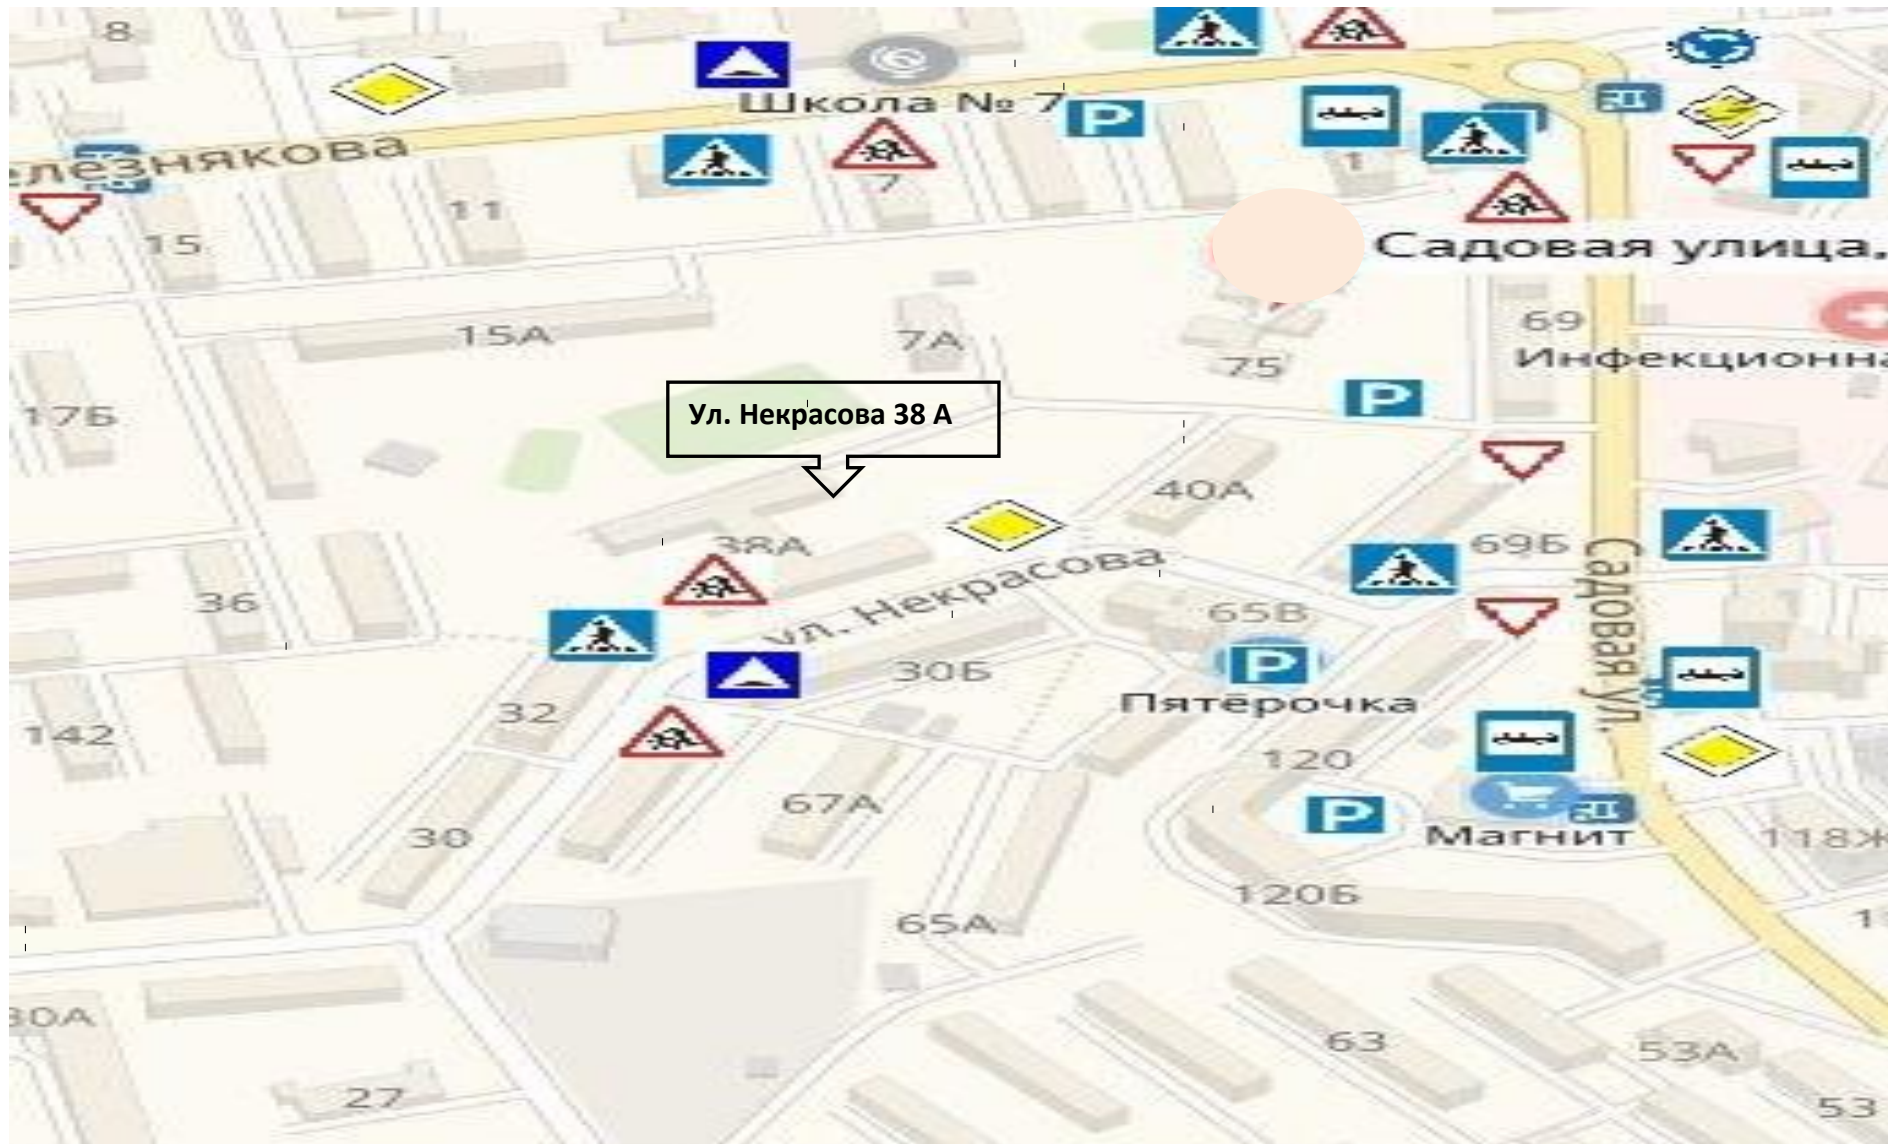 8
Школа № 7
P
елезнякова
1
7
11
15
Садовая улица,
15А
7А
69
75
Инфекционна
P
17Б
Ул. Некрасова 38 А
40А
38А
69Б
ул. Некрасова
36
65В
Садовая ул.
P
30Б
Пятёрочка
32
142
120
67А
P
Магнит
30
118Ж
120Б
65А
30А
63
53А
27
53